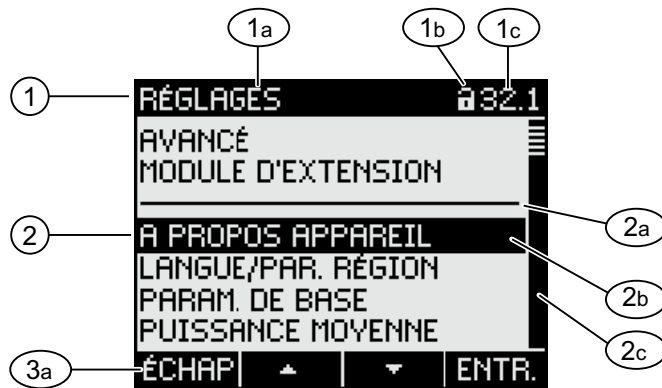 1a 1b 1c
1 RÉGLAGES 32.1
AVANCÉ
MODULE D'EXTENSION
2a
2 A PROPOS APPAREIL
LANGUE/PAR. RÉGION
2b
PARAM. DE BASE
PUISSANCE MOYENNE
2c
3a ÉCHAP ENTR.